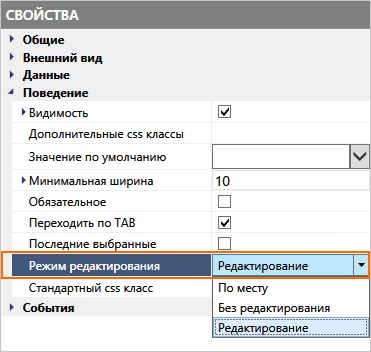 СВОЙСТВА
Общие
Внешний вид
Данные
Поведение
Видимость
Дополнительные css классы
Значение по умолчанию
Минимальная ширина 10
Обязательное
Переходить по TAB
Последние выбранные
Режим редактирования Редактирование
Стандартный css класс По месту
Без редактирования
События Редактирование